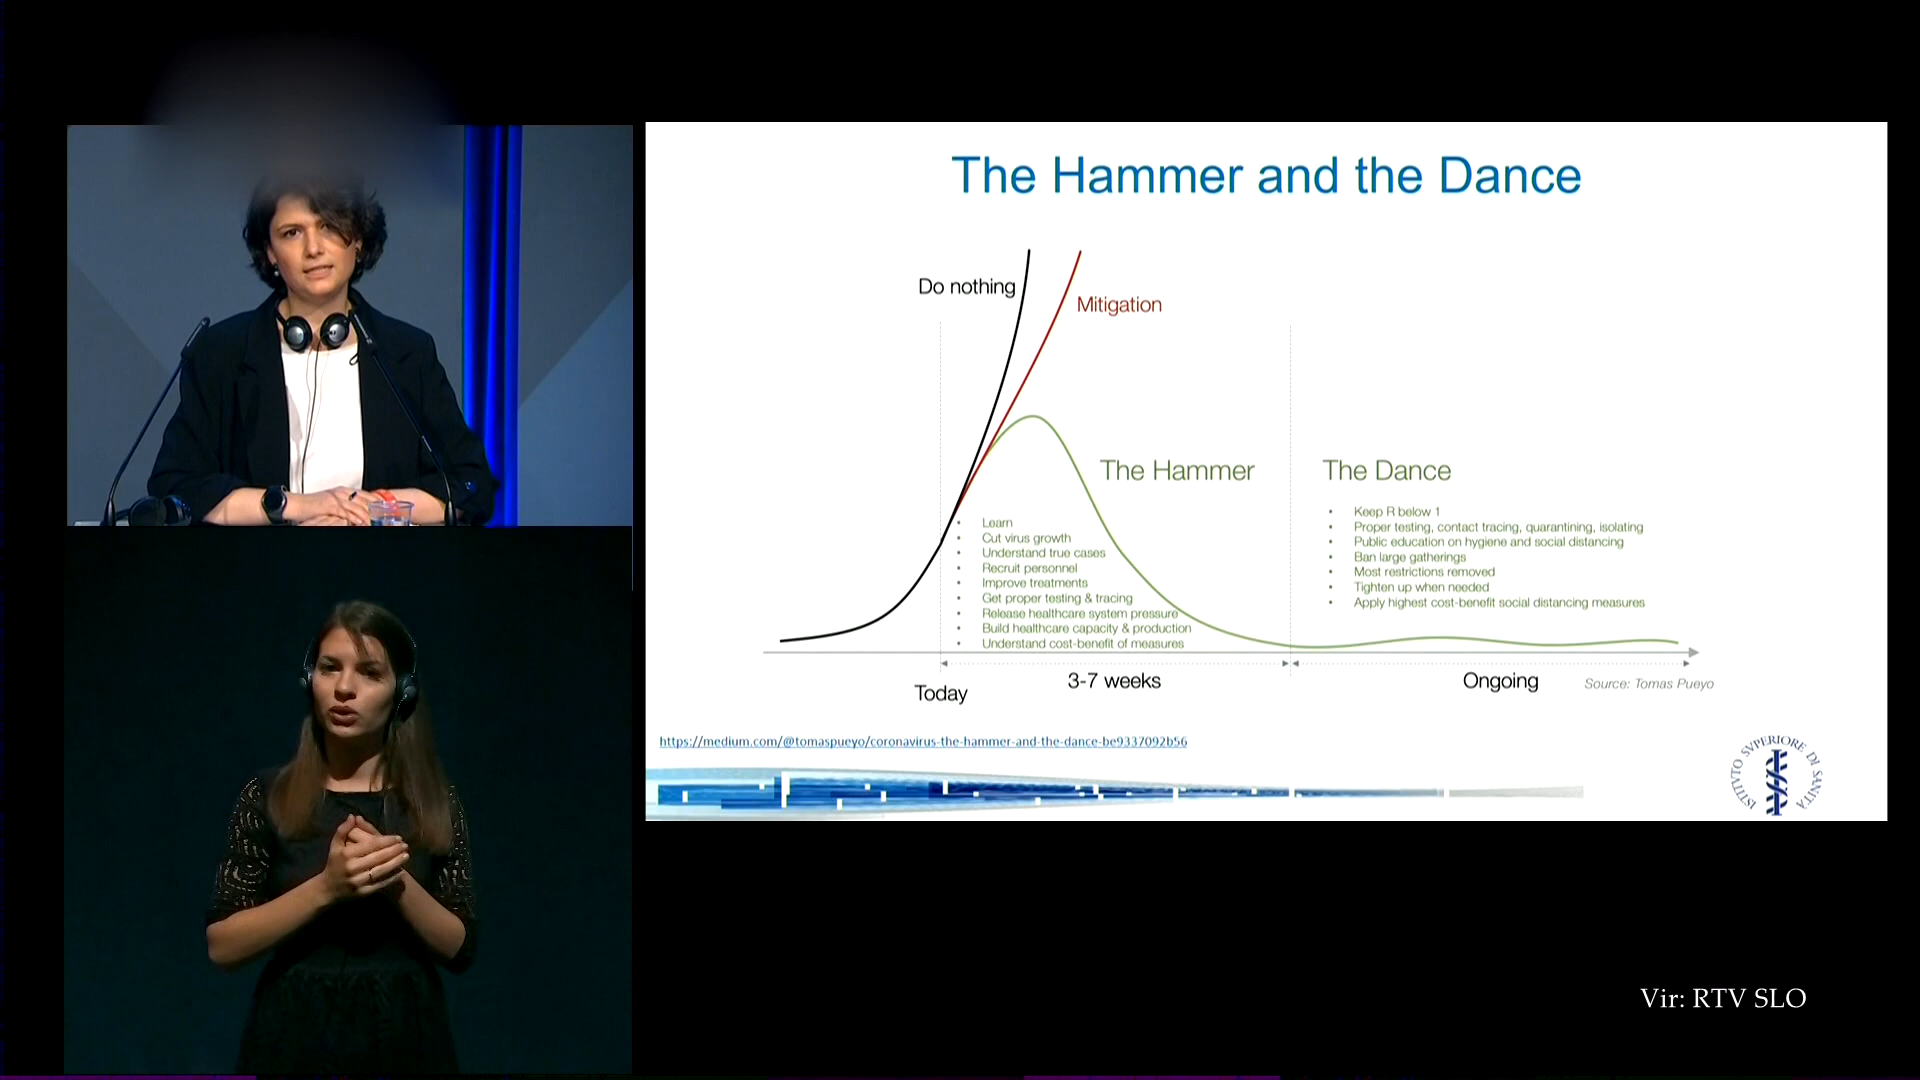 The Hammer and the Dance
Do nothing
Mitigation
The Hammer
The Dance
• Learn
• Cut virus growth
• Understand true cases
• Recruit personnel
• Improve treatments
• Get proper testing & tracing
• Release healthcare system pressure
• Build healthcare capacity & production
• Understand cost-benefit of measures
• Keep R below 1
• Proper testing, contact tracing, quarantining, isolating
• Public education on hygiene and social distancing
• Ban large gatherings
• Most restrictions removed
• Tighten up when needed
• Apply highest cost-benefit social distancing measures
Today
3-7 weeks
Ongoing
Source: Tomas Pueyo
https://medium.com/@tomaspueyo/coronavirus-the-hammer-and-the-dance-be9337092b56
ISTITVTO SVPERIORE DI SANITÀ
Vir: RTV SLO